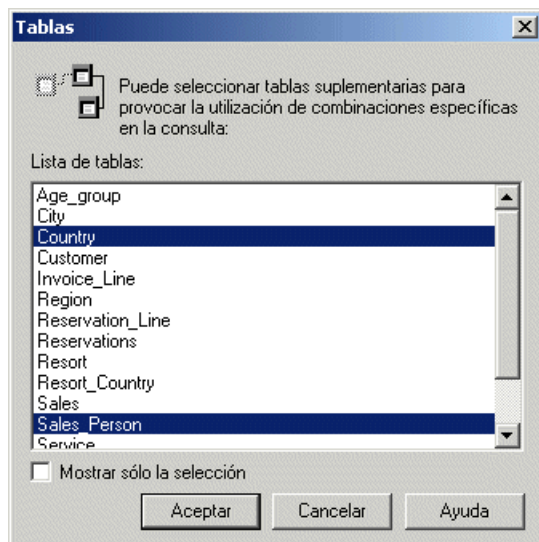 Tablas
Puede seleccionar tablas suplementarias para
provocar la utilización de combinaciones específicas
en la consulta:
Lista de tablas:
Age_group
City
Country
Customer
Invoice_Line
Region
Reservation_Line
Reservations
Resort
Resort_Country
Sales
Sales_Person
Service
Mostrar sólo la selección
Aceptar
Cancelar
Ayuda